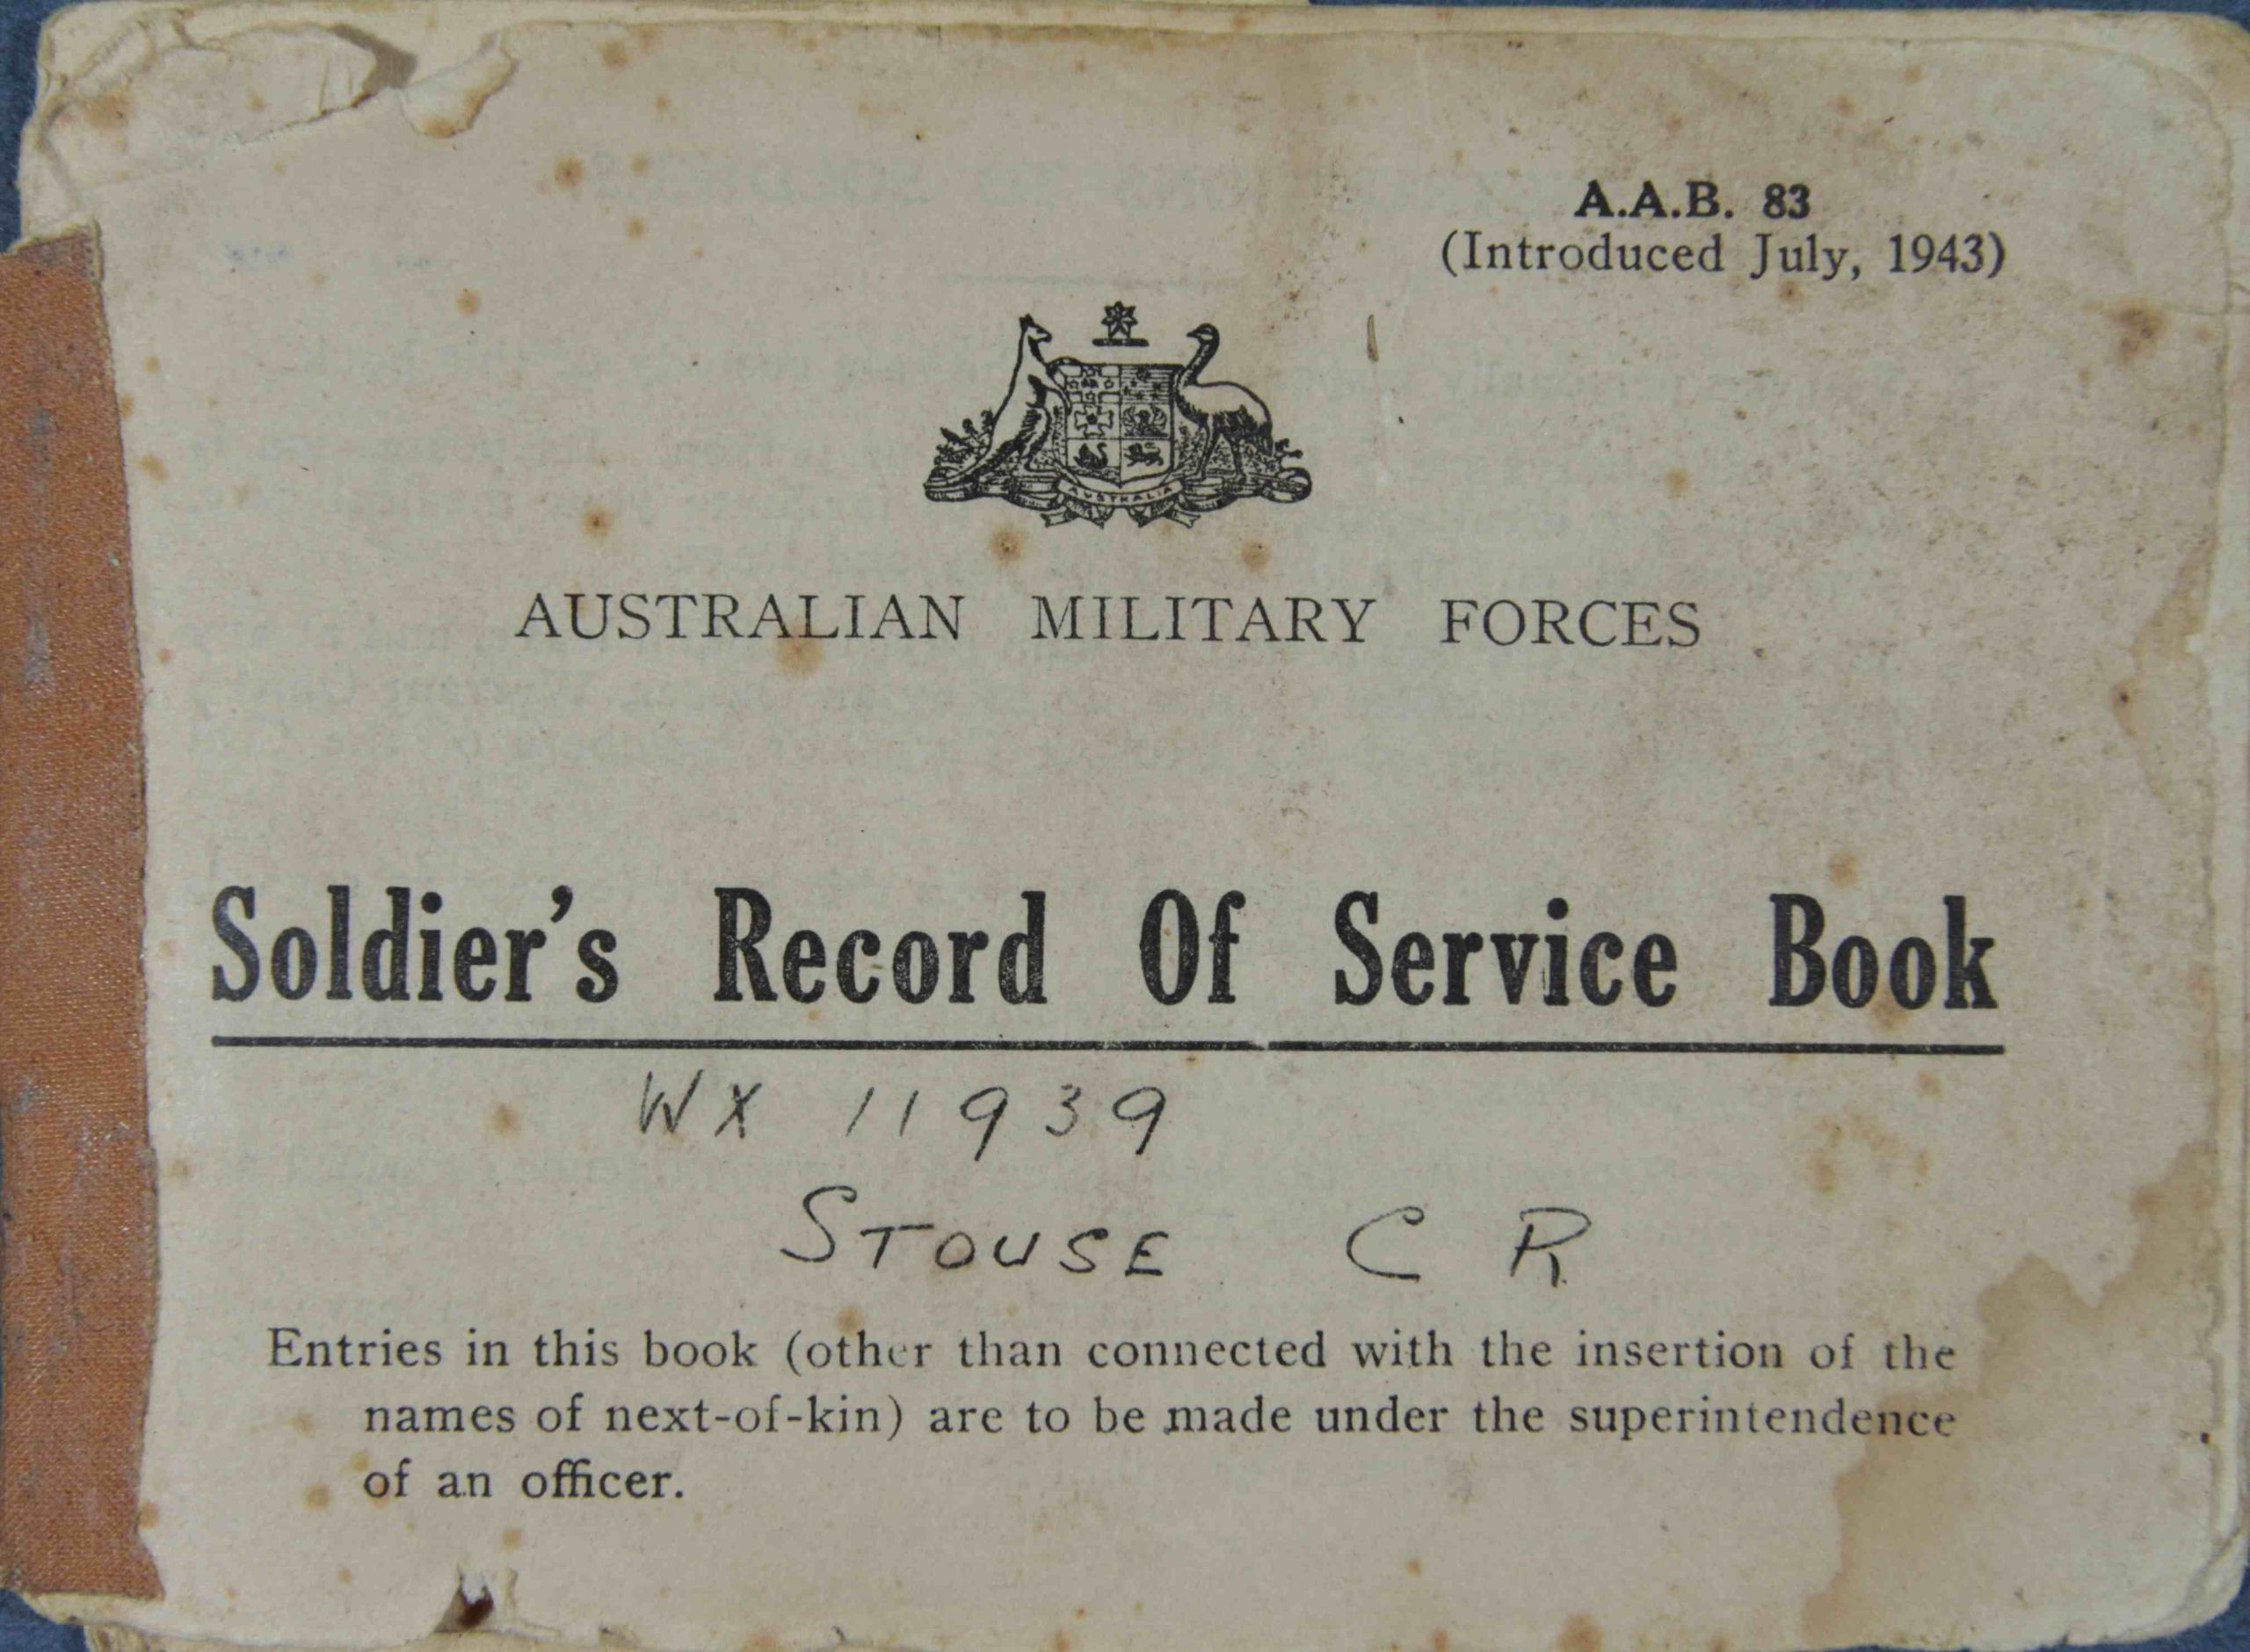 A.A.B. 83
(Introduced July, 1943)
AUSTRALIA
AUSTRALIAN MILITARY FORCES
Soldier's Record Of Service Book
WX 11939
STOUSE C R
Entries in this book (other than connected with the insertion of the
names of next-of-kin) are to be made under the superintendence
of an officer.